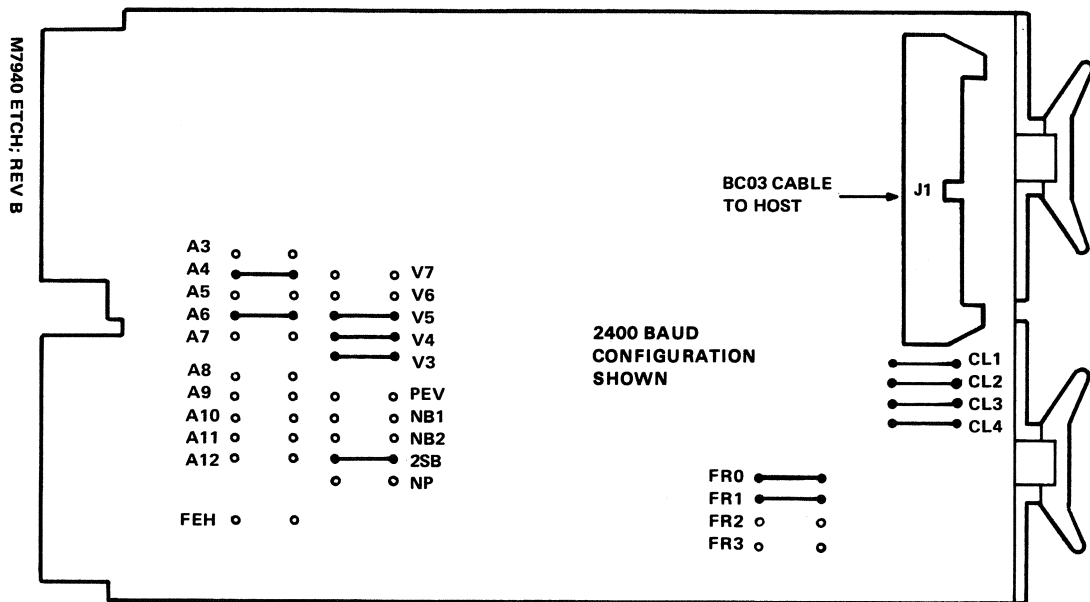 M7940 ETCH; REV B
BC03 CABLE
TO HOST
J1
A3
A4
A5
A6
A7
A8
A9
A10
A11
A12
FEH
V7
V6
V5
V4
V3
PEV
NB1
NB2
2SB
NP
2400 BAUD
CONFIGURATION
SHOWN
CL1
CL2
CL3
CL4
FR0
FR1
FR2
FR3